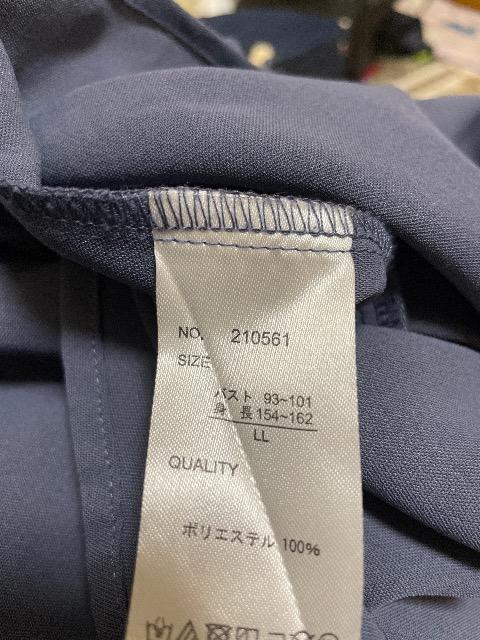 NO. 210561
SIZE
バスト 93~101
身 長 154~162
LL
QUALITY
ポリエステル 100%